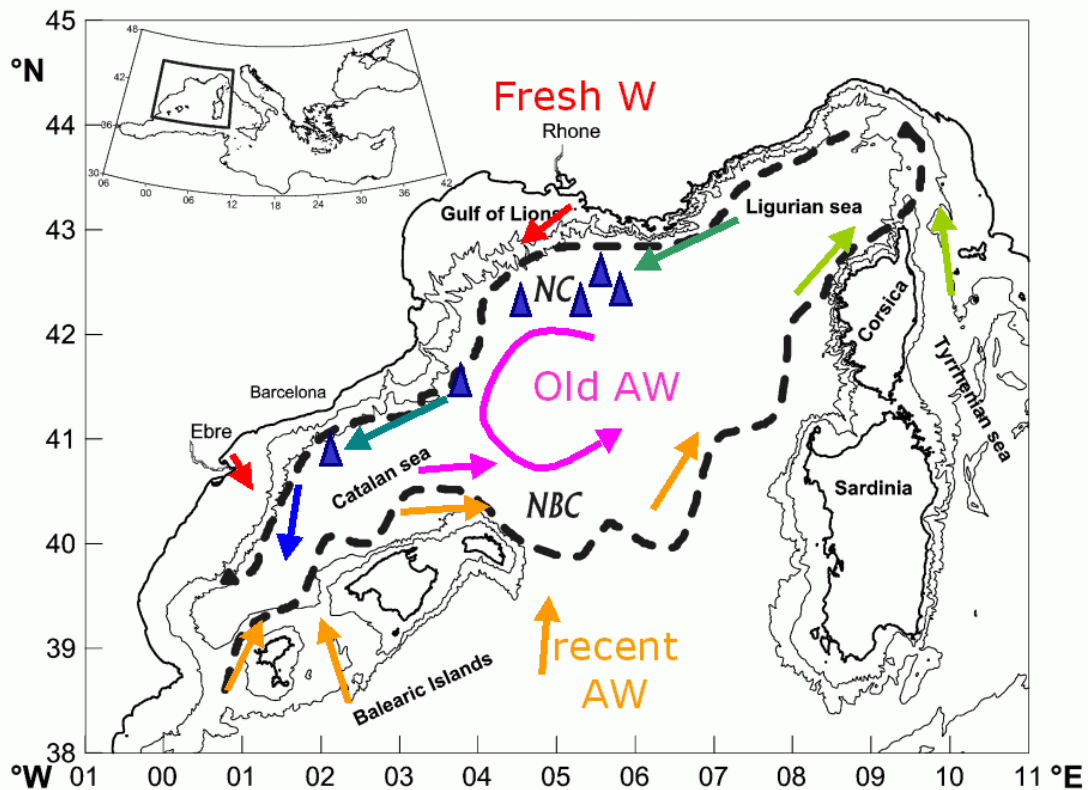 45
°N
44
43
42
41
40
39
38
°W
01
00
01
02
03
04
05
06
07
08
09
10
11
°E
48
42
36
30
06
00
06
12
18
24
30
36
42
Fresh W
Rhone
Gulf of Lions
Ligurian sea
NC
Corsica
Old AW
Tyrrhenian sea
Barcelona
Ebre
Catalan sea
NBC
Sardinia
recent
AW
Balearic Islands